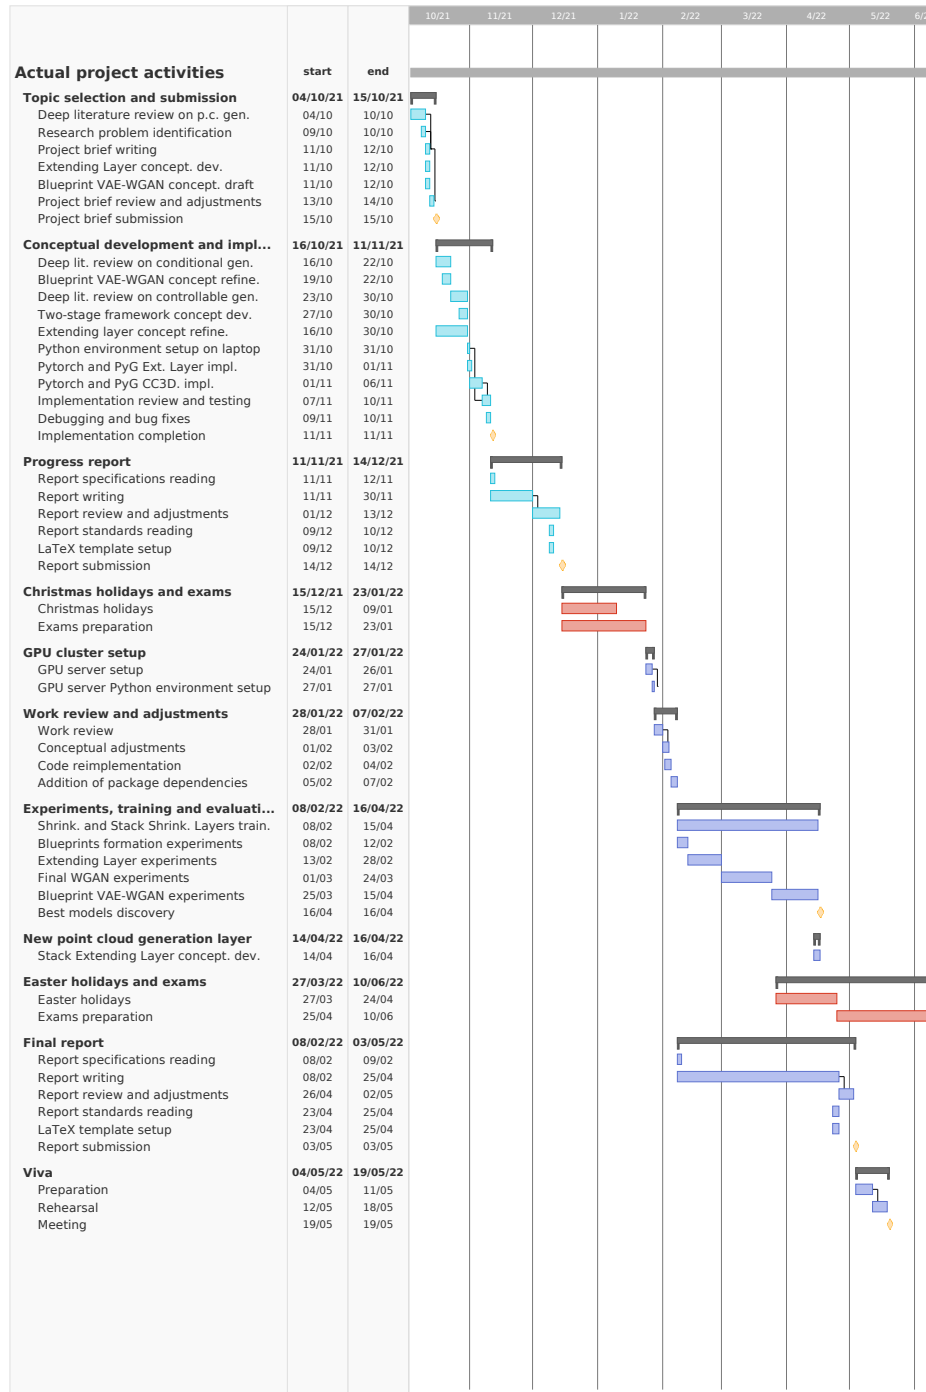 10/21 11/21 12/21 1/22 2/22 3/22 4/22 5/22 6/2
Actual project activities start end
Topic selection and submission 04/10/21 15/10/21
Deep literature review on p.c. gen. 04/10 10/10
Research problem identification 09/10 10/10
Project brief writing 11/10 12/10
Extending Layer concept. dev. 11/10 12/10
Blueprint VAE-WGAN concept. draft 11/10 12/10
Project brief review and adjustments 13/10 14/10
Project brief submission 15/10 15/10
Conceptual development and impl... 16/10/21 11/11/21
Deep lit. review on conditional gen. 16/10 22/10
Blueprint VAE-WGAN concept refine. 19/10 22/10
Deep lit. review on controllable gen. 23/10 30/10
Two-stage framework concept dev. 27/10 30/10
Extending layer concept refine. 16/10 30/10
Python environment setup on laptop 31/10 31/10
Pytorch and PyG Ext. Layer impl. 31/10 01/11
Pytorch and PyG CC3D. impl. 01/11 06/11
Implementation review and testing 07/11 10/11
Debugging and bug fixes 09/11 10/11
Implementation completion 11/11 11/11
Progress report 11/11/21 14/12/21
Report specifications reading 11/11 12/11
Report writing 11/11 30/11
Report review and adjustments 01/12 13/12
Report standards reading 09/12 10/12
LaTeX template setup 09/12 10/12
Report submission 14/12 14/12
Christmas holidays and exams 15/12/21 23/01/22
Christmas holidays 15/12 09/01
Exams preparation 15/12 23/01
GPU cluster setup 24/01/22 27/01/22
GPU server setup 24/01 26/01
GPU server Python environment setup 27/01 27/01
Work review and adjustments 28/01/22 07/02/22
Work review 28/01 31/01
Conceptual adjustments 01/02 03/02
Code reimplementation 02/02 04/02
Addition of package dependencies 05/02 07/02
Experiments, training and evaluati... 08/02/22 16/04/22
Shrink. and Stack Shrink. Layers train. 08/02 15/04
Blueprints formation experiments 08/02 12/02
Extending Layer experiments 13/02 28/02
Final WGAN experiments 01/03 24/03
Blueprint VAE-WGAN experiments 25/03 15/04
Best models discovery 16/04 16/04
New point cloud generation layer 14/04/22 16/04/22
Stack Extending Layer concept. dev. 14/04 16/04
Easter holidays and exams 27/03/22 10/06/22
Easter holidays 27/03 24/04
Exams preparation 25/04 10/06
Final report 08/02/22 03/05/22
Report specifications reading 08/02 09/02
Report writing 08/02 25/04
Report review and adjustments 26/04 02/05
Report standards reading 23/04 25/04
LaTeX template setup 23/04 25/04
Report submission 03/05 03/05
Viva 04/05/22 19/05/22
Preparation 04/05 11/05
Rehearsal 12/05 18/05
Meeting 19/05 19/05